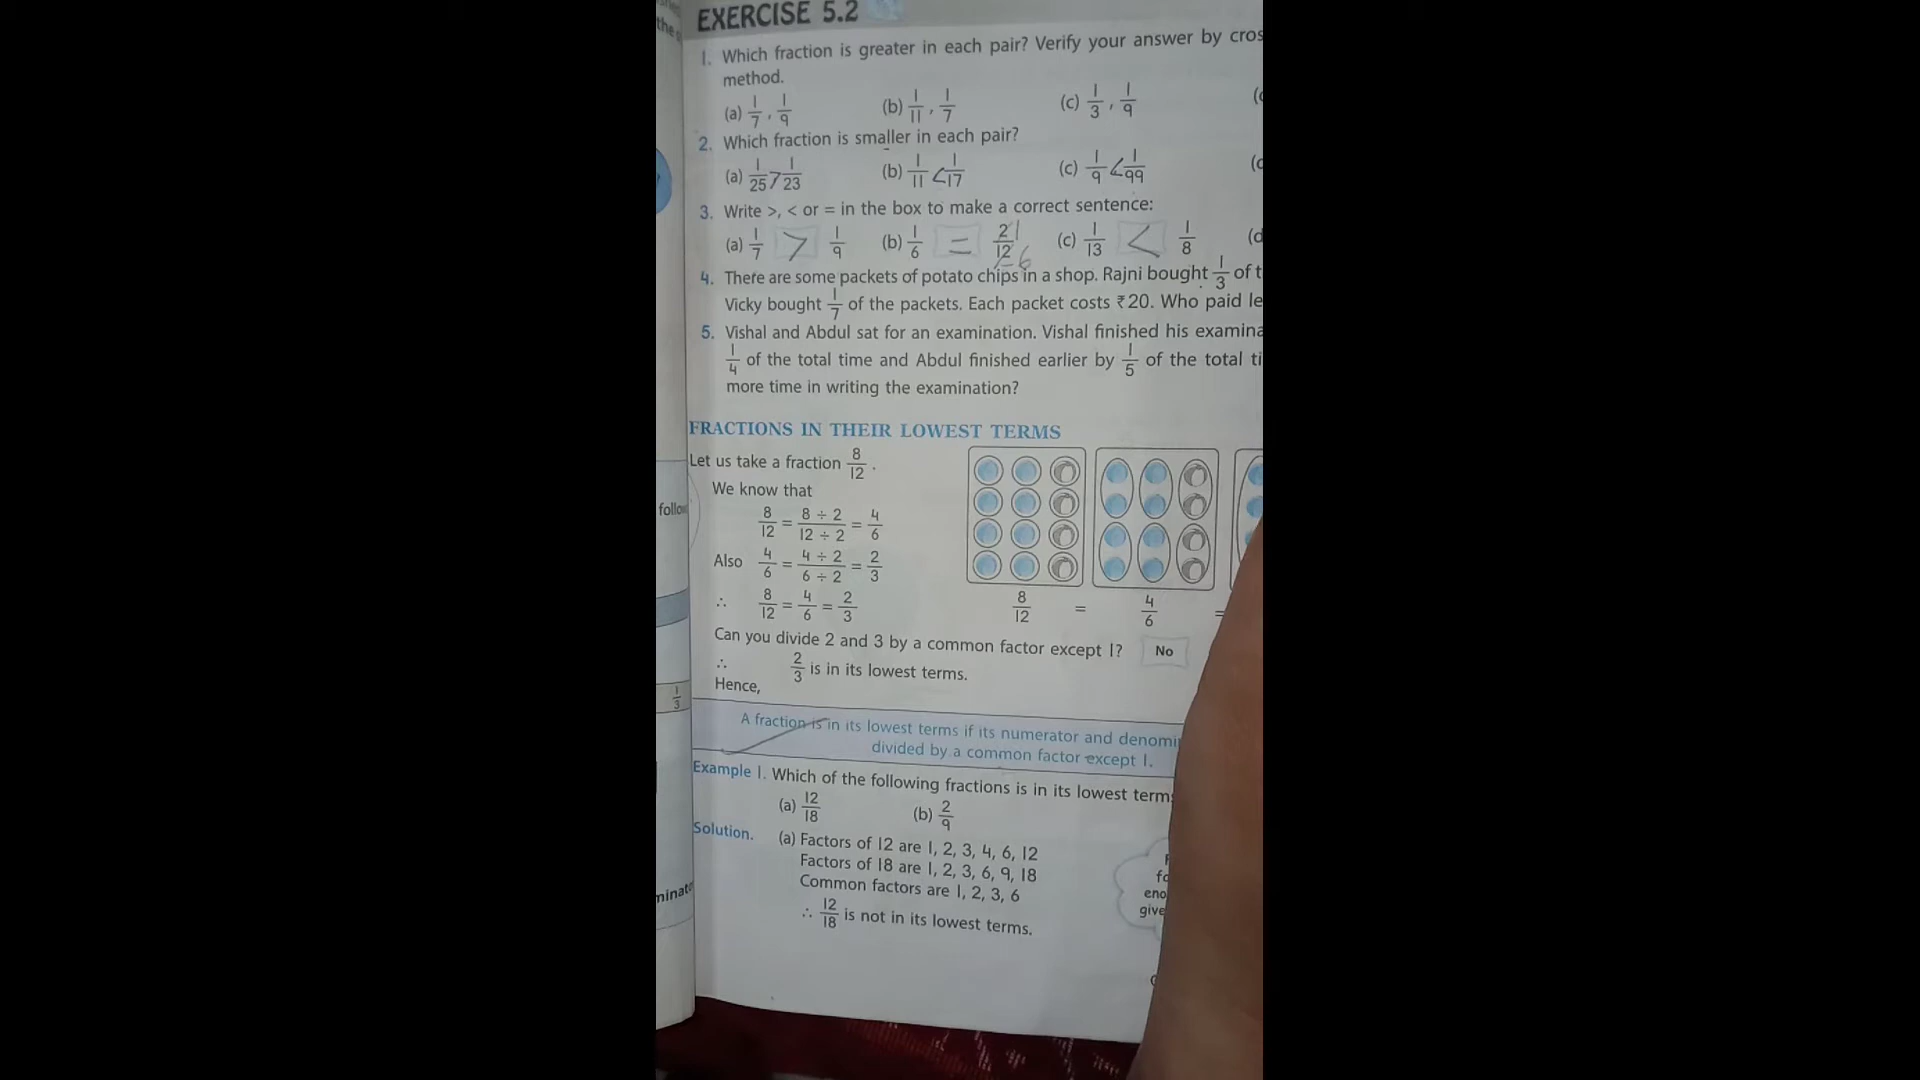 the
EXERCISE 5.2
1. Which fraction is greater in each pair? Verify your answer by cros
method.
(a) 1/7, 1/9 (b) 1/11, 1/7 (c) 1/3, 1/9
2. Which fraction is smaller in each pair?
(a) 1/25 > 1/23 (b) 1/11 < 1/17 (c) 1/9 < 1/99
3. Write >, < or = in the box to make a correct sentence:
(a) 1/7 > 1/9 (b) 1/6 = 2/12 1 6 (c) 1/13 < 1/8 (d
4. There are some packets of potato chips in a shop. Rajni bought 1/3 of t
Vicky bought 1/7 of the packets. Each packet costs ₹20. Who paid le
5. Vishal and Abdul sat for an examination. Vishal finished his examina
1/4 of the total time and Abdul finished earlier by 1/5 of the total ti
more time in writing the examination?
FRACTIONS IN THEIR LOWEST TERMS
Let us take a fraction 8/12.
We know that
follow
8/12 = 8 ÷ 2/12 ÷ 2 = 4/6
Also 4/6 = 4 ÷ 2/6 ÷ 2 = 2/3
∴ 8/12 = 4/6 = 2/3
8/12 = 4/6 =
Can you divide 2 and 3 by a common factor except 1? No
∴ 2/3 is in its lowest terms.
Hence,
1/3
A fraction is in its lowest terms if its numerator and denomi
divided by a common factor except 1.
Example 1. Which of the following fractions is in its lowest term
(a) 12/18 (b) 2/9
Solution. (a) Factors of 12 are 1, 2, 3, 4, 6, 12
Factors of 18 are 1, 2, 3, 6, 9, 18
Common factors are 1, 2, 3, 6
∴ 12/18 is not in its lowest terms.
fo
eno
give
minato